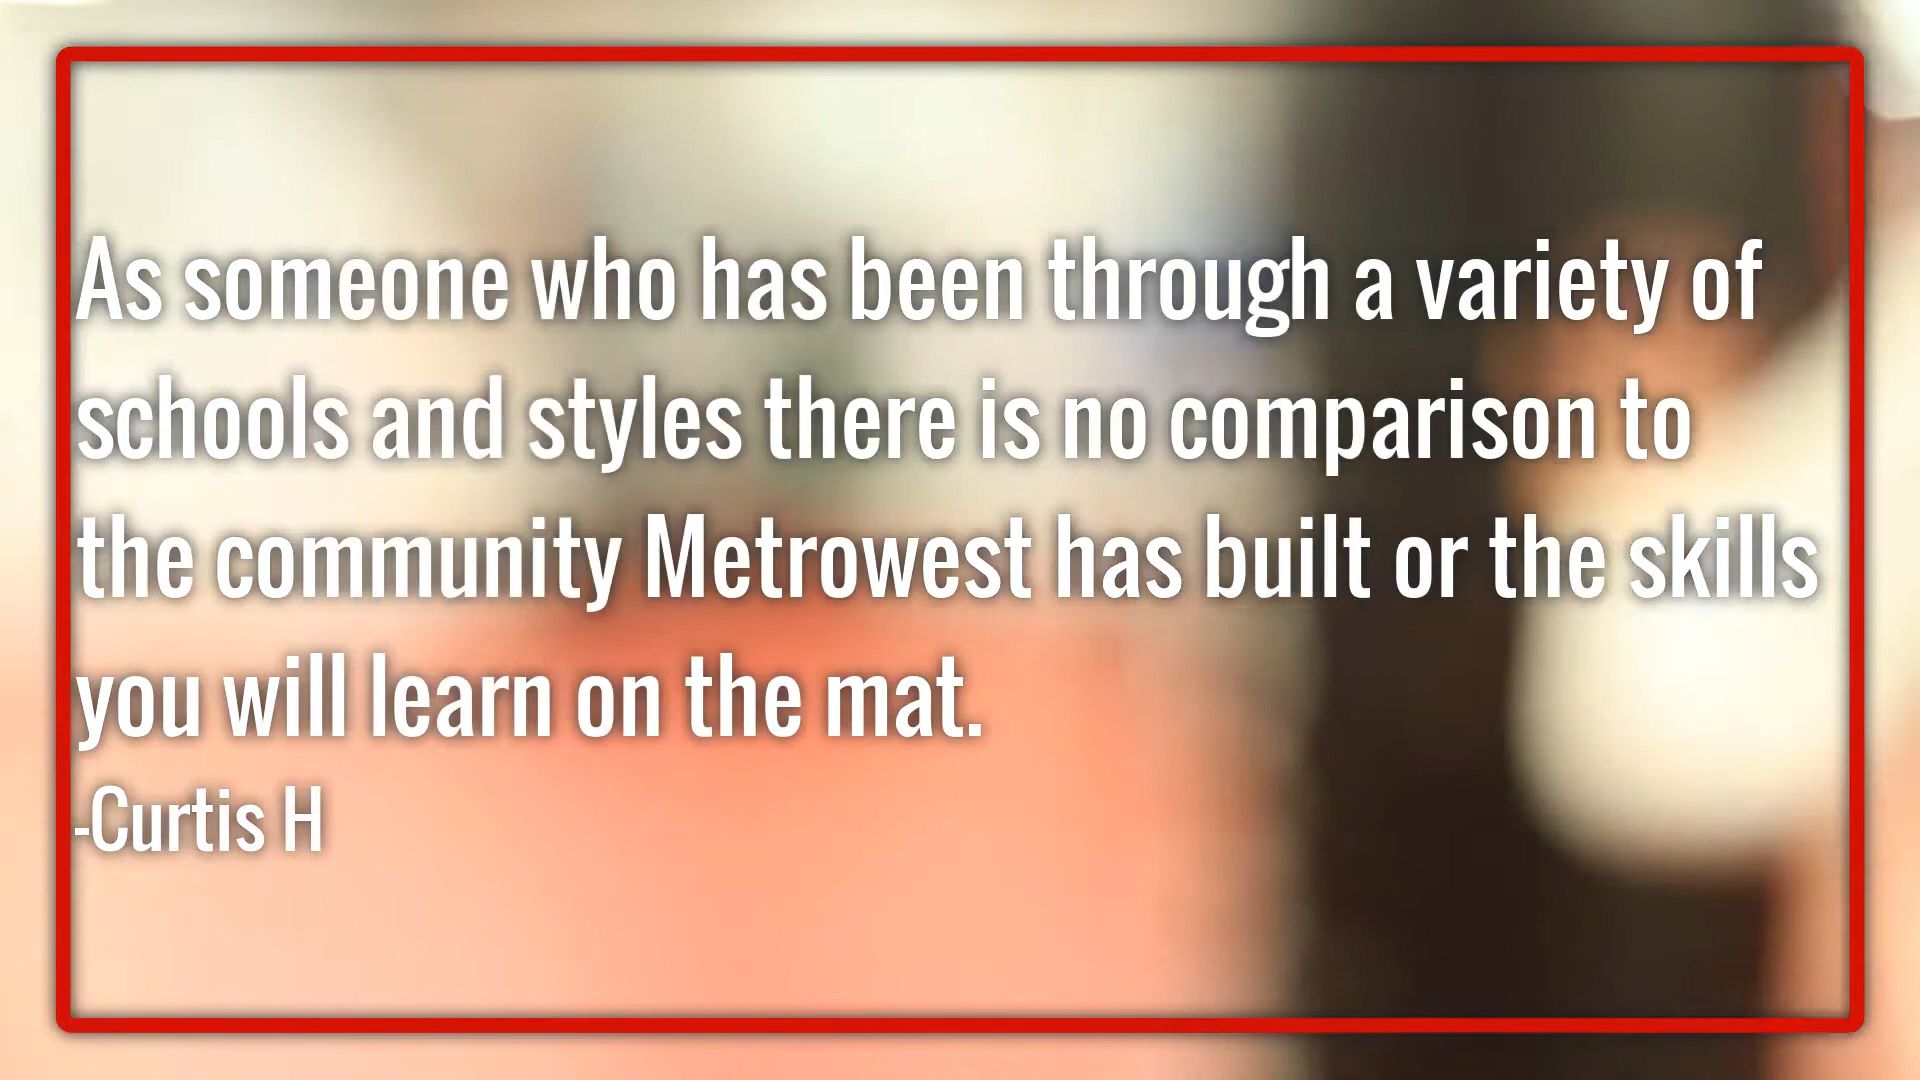 As someone who has been through a variety of
schools and styles there is no comparison to
the community Metrowest has built or the skills
you will learn on the mat.
-Curtis H